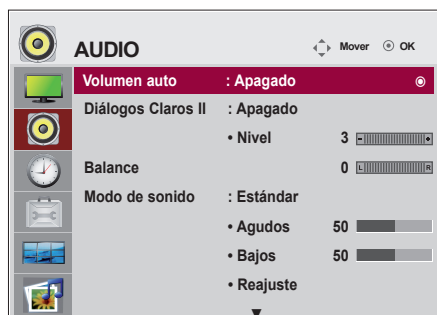 AUDIO Mover OK
Volumen auto : Apagado
Diálogos Claros II : Apagado
• Nivel 3 - +
Balance 0 L R
Modo de sonido : Estándar
• Agudos 50
• Bajos 50
• Reajuste